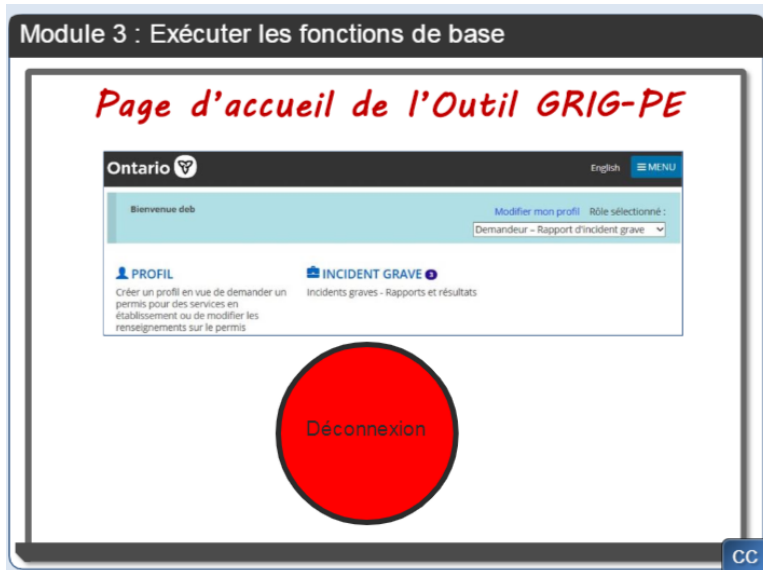 Module 3 : Exécuter les fonctions de base
Page d'accueil de l'Outil GRIG-PE
Ontario
English
MENU
Bienvenue deb
Modifier mon profil Rôle sélectionné :
Demandeur – Rapport d'incident grave
PROFIL
Créer un profil en vue de demander un
permis pour des services en
établissement ou de modifier les
renseignements sur le permis
INCIDENT GRAVE 3
Incidents graves - Rapports et résultats
Déconnexion
CC